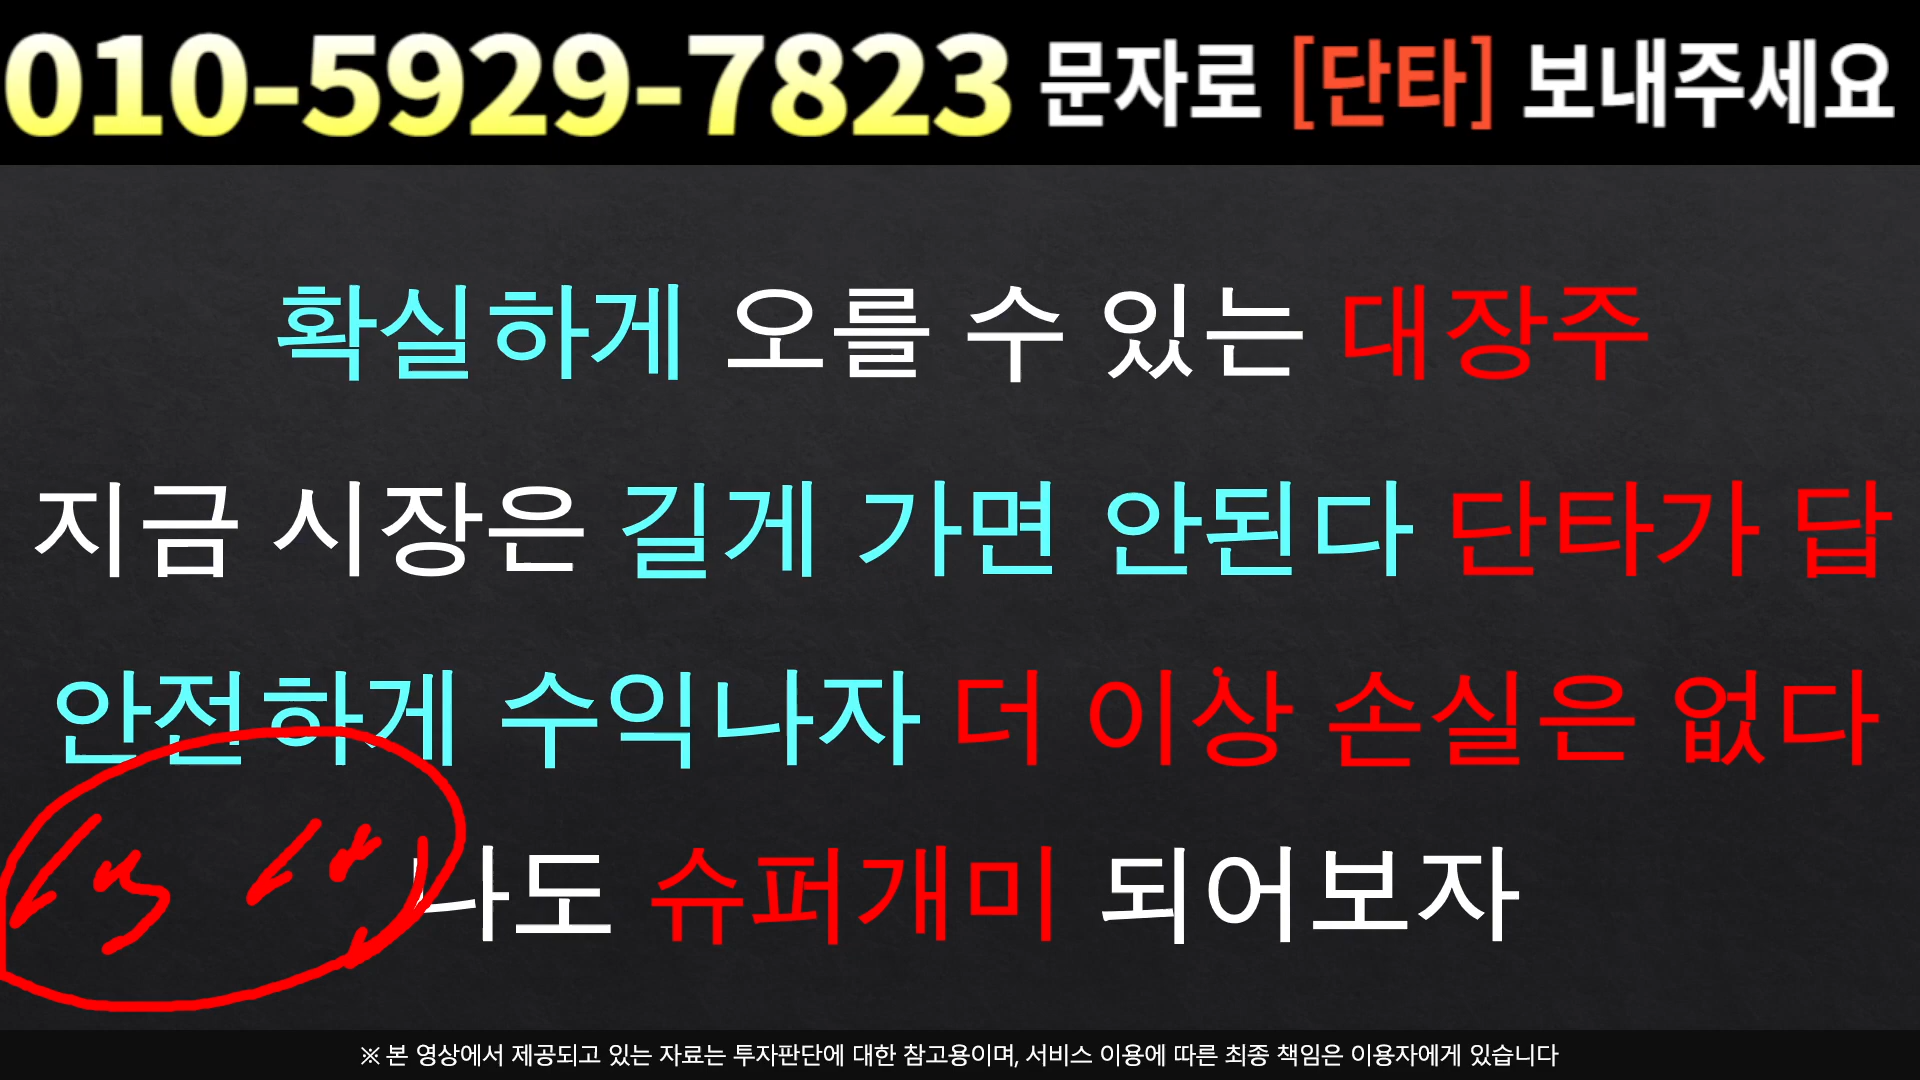 010-5929-7823 문자로 [단타] 보내주세요
확실하게 오를 수 있는 대장주
지금 시장은 길게 가면 안된다 단타가 답
안전하게 수익나자 더 이상 손실은 없다
나도 슈퍼개미 되어보자
※ 본 영상에서 제공되고 있는 자료는 투자판단에 대한 참고용이며, 서비스 이용에 따른 최종 책임은 이용자에게 있습니다